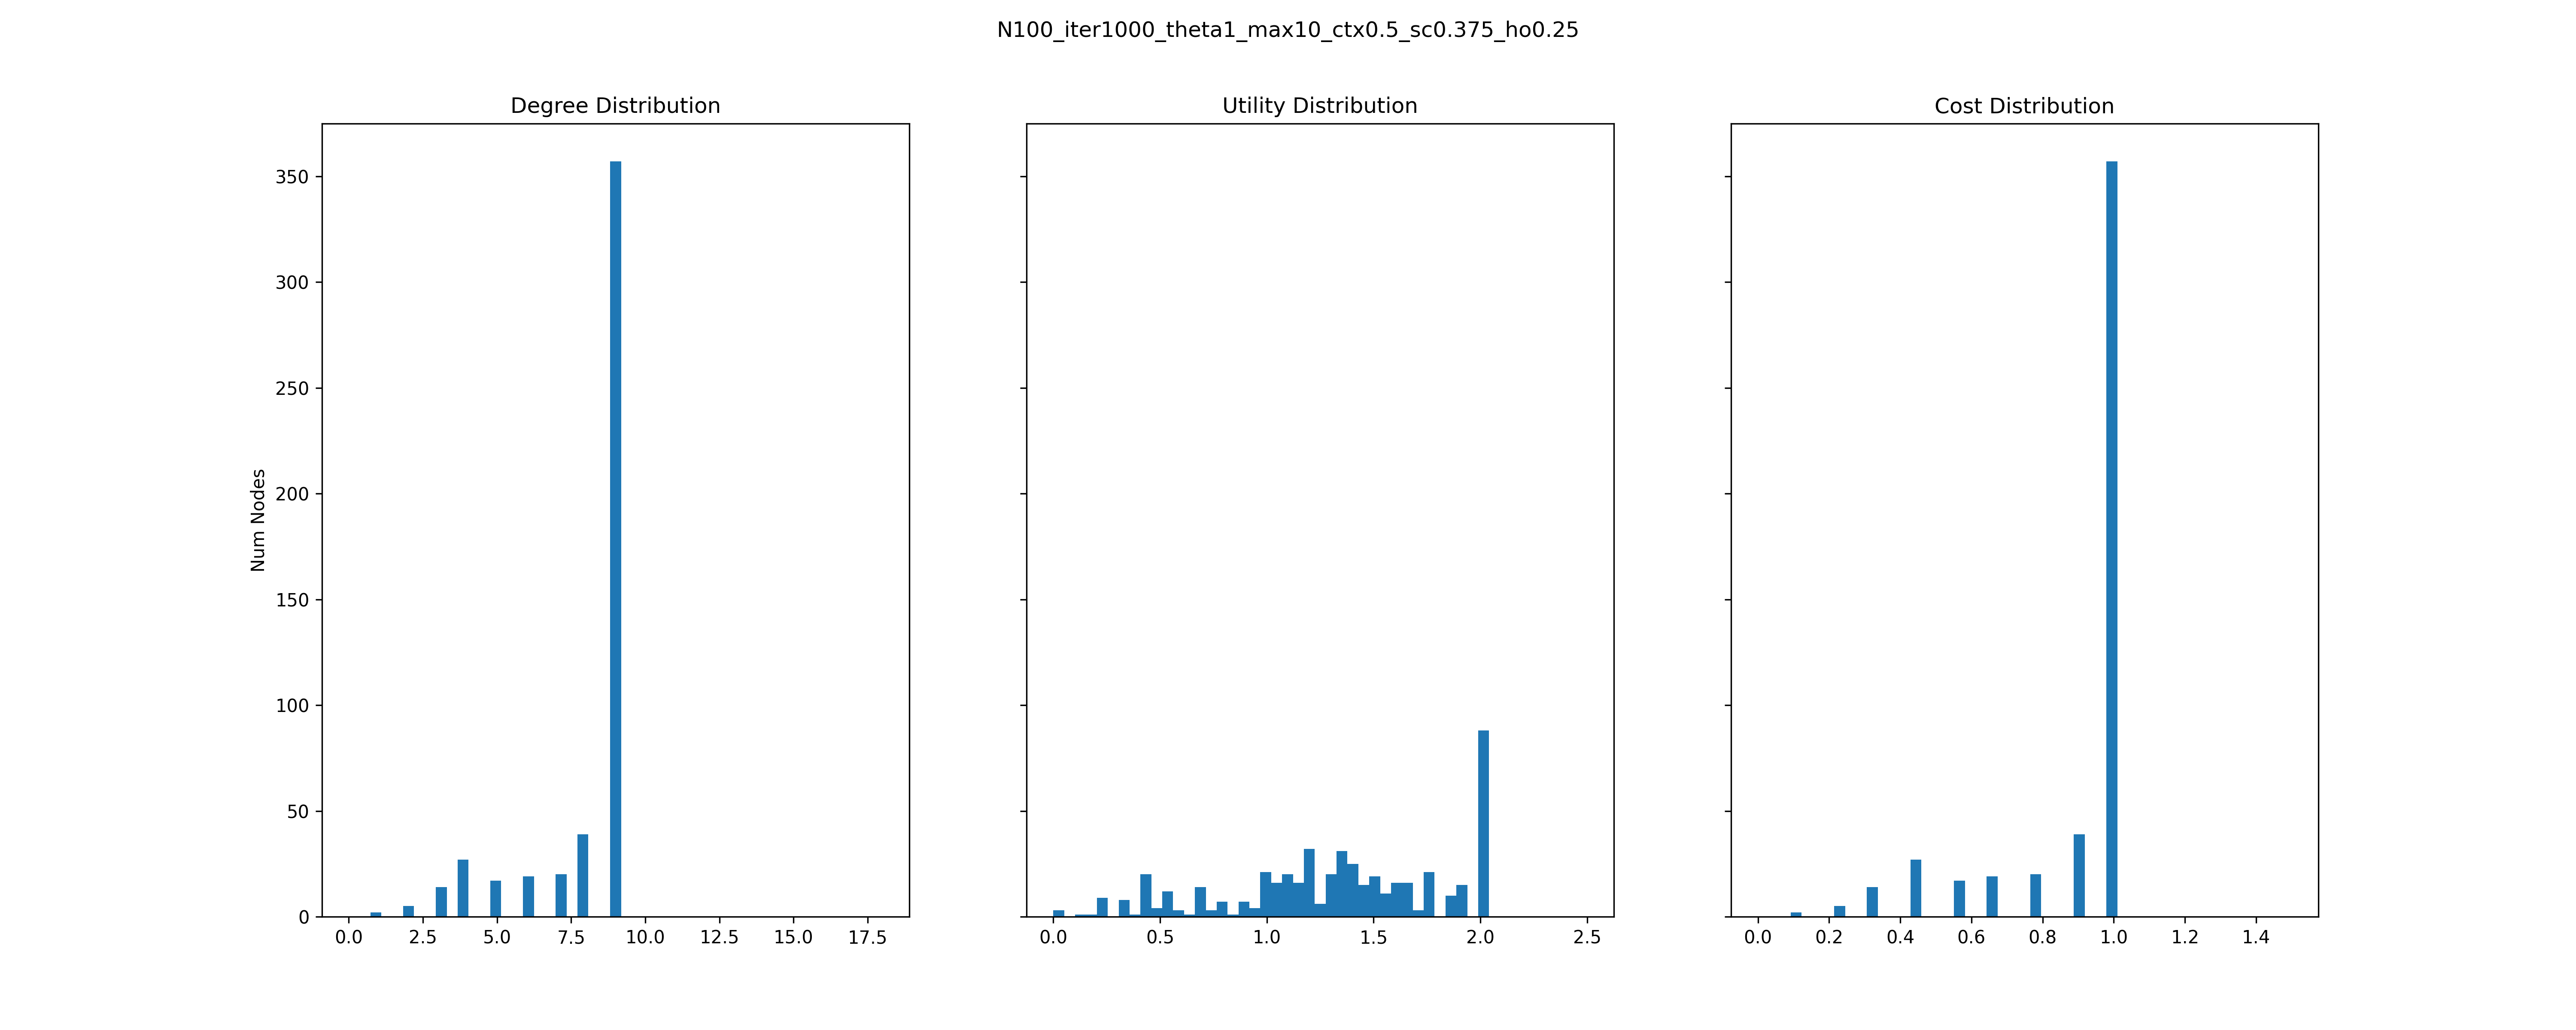 N100_iter1000_theta1_max10_ctx0.5_sc0.375_ho0.25
Degree Distribution
Utility Distribution
Cost Distribution
Num Nodes
350
300
250
200
150
100
50
0
0.0 2.5 5.0 7.5 10.0 12.5 15.0 17.5
0.0 0.5 1.0 1.5 2.0 2.5
0.0 0.2 0.4 0.6 0.8 1.0 1.2 1.4